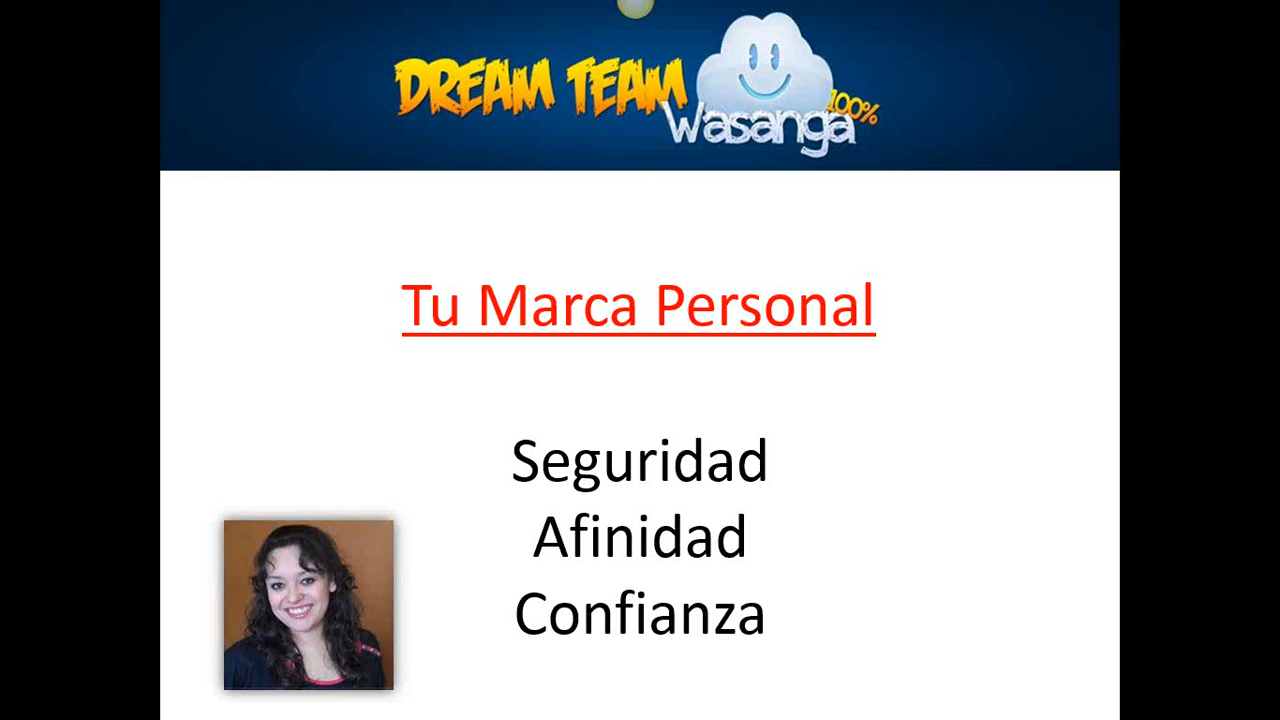 DREAM TEAM
100%
Wasanga
Tu Marca Personal
Seguridad
Afinidad
Confianza